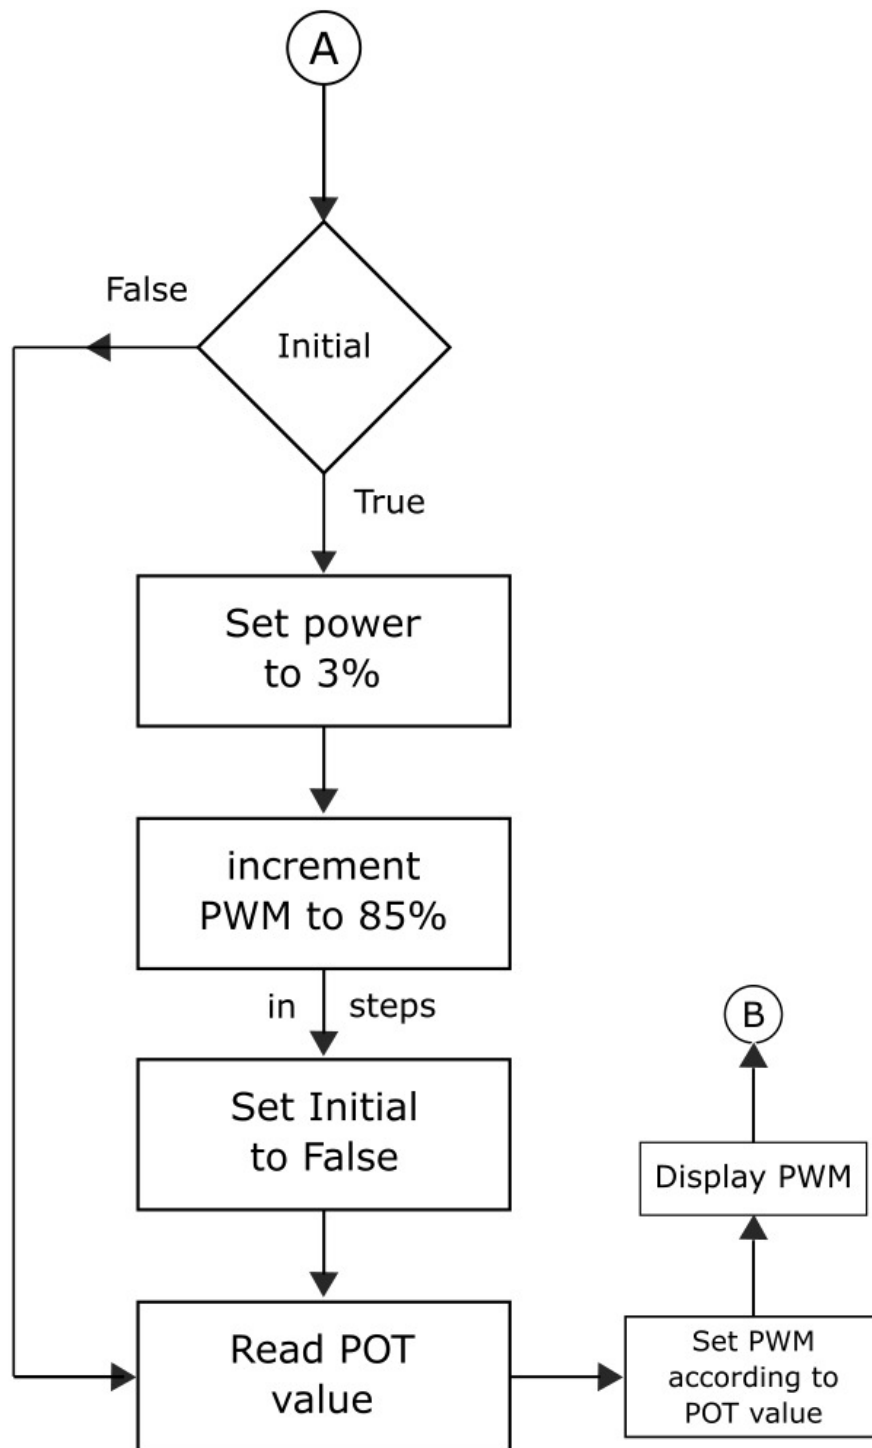 A
False
Initial
True
Set power
to 3%
increment
PWM to 85%
in steps
Set Initial
to False
Read POT
value
Set PWM
according to
POT value
Display PWM
B